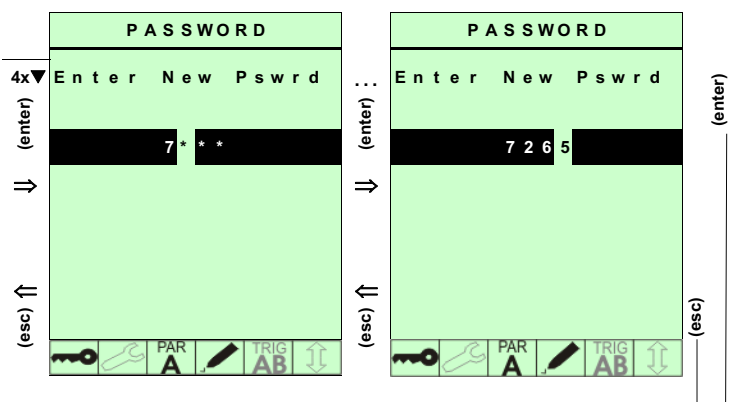 PASSWORD
4x▼
Enter New Pswrd
(enter)
7***
⇒
⇐
(esc)
PAR
A
TRIG
AB
...
(enter)
⇒
⇐
(esc)
PASSWORD
Enter New Pswrd
7265
PAR
A
TRIG
AB
(enter)
(esc)